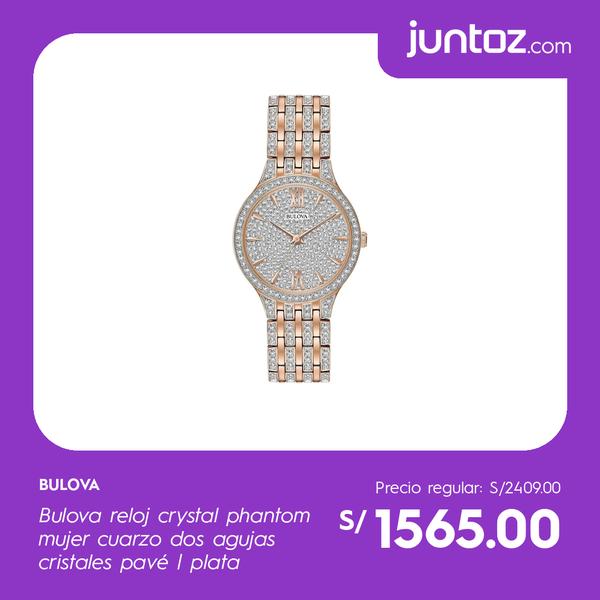 juntoz.com
BULOVA
BULOVA
Bulova reloj crystal phantom
mujer cuarzo dos agujas
cristales pavé | plata
Precio regular: S/2409.00
S/1565.00